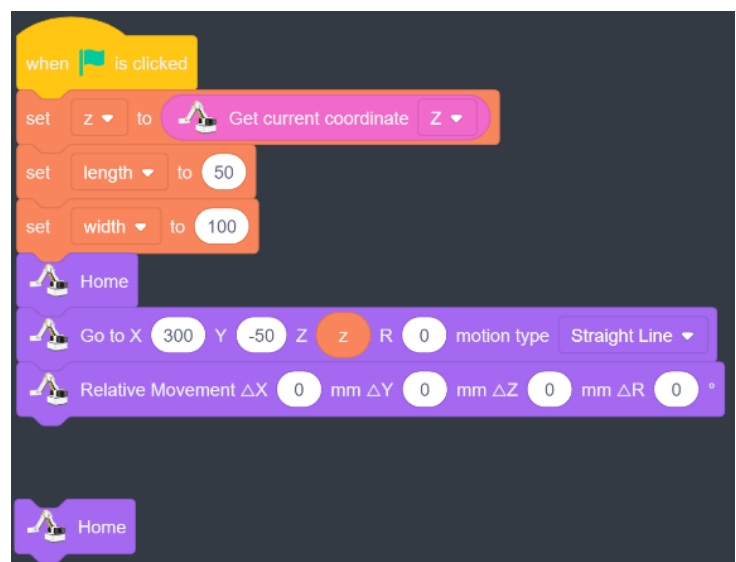 when is clicked
set z to Get current coordinate Z
set length to 50
set width to 100
Home
Go to X 300 Y -50 Z z R 0 motion type Straight Line
Relative Movement △X 0 mm △Y 0 mm △Z 0 mm △R 0 °
Home